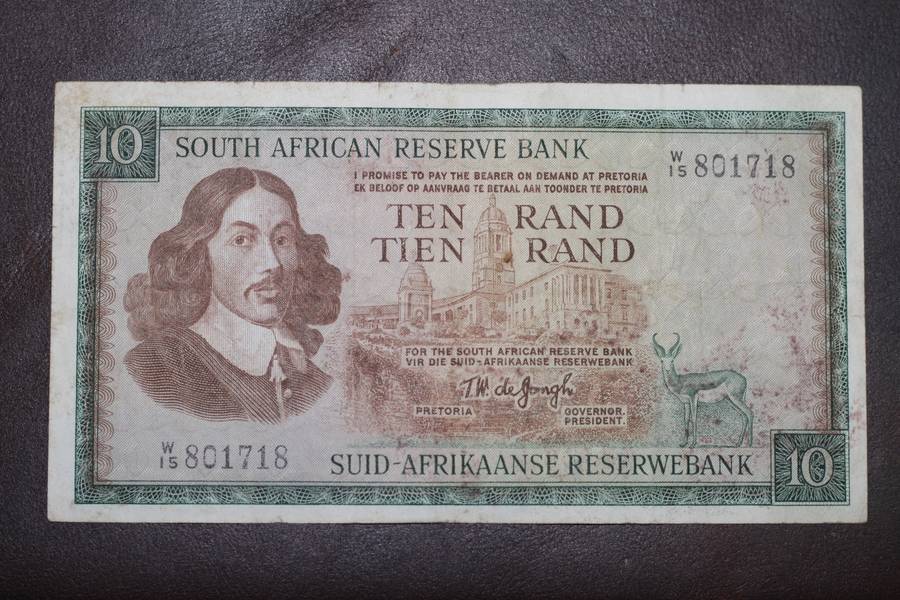 10
SOUTH AFRICAN RESERVE BANK
W/15 801718
I PROMISE TO PAY THE BEARER ON DEMAND AT PRETORIA
EK BELOOF OP AANVRAAG TE BETAAL AAN TOONDER TE PRETORIA
TEN RAND
TIEN RAND
FOR THE SOUTH AFRICAN RESERVE BANK
VIR DIE SUID-AFRIKAANSE RESERWEBANK
T.W. de Jongh
PRETORIA
GOVERNOR.
PRESIDENT.
W/15 801718
SUID-AFRIKAANSE RESERWEBANK
10